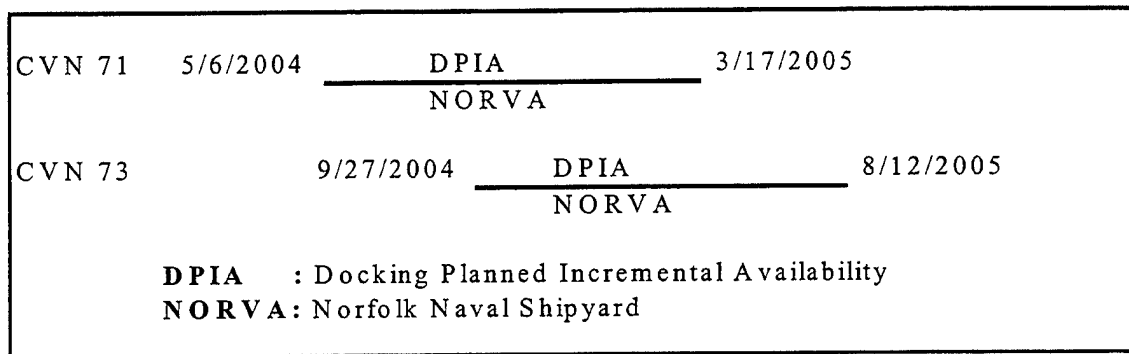 CVN 71 5/6/2004 DPIA 3/17/2005
NORVA
CVN 73 9/27/2004 DPIA 8/12/2005
NORVA
DPIA : Docking Planned Incremental Availability
NORVA: Norfolk Naval Shipyard